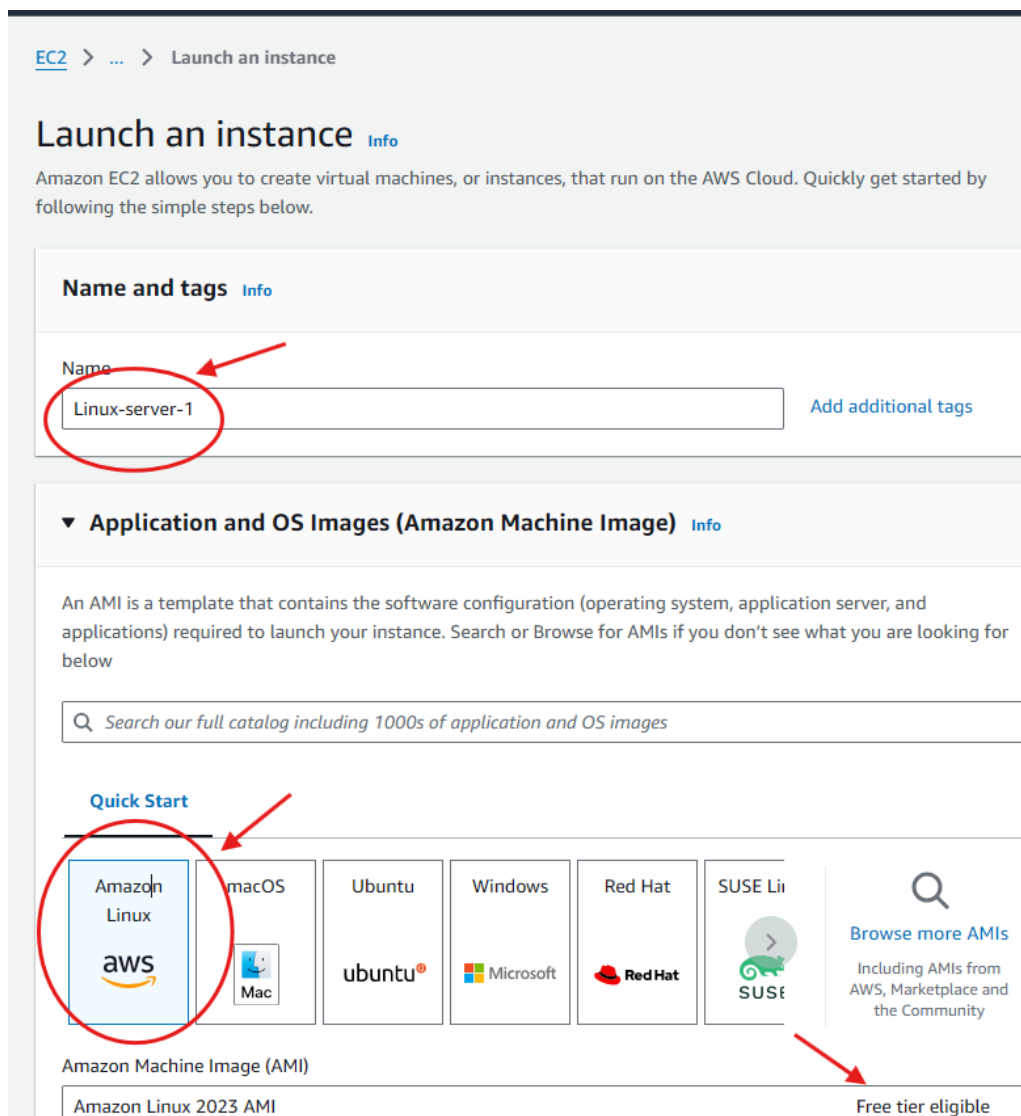 EC2 > ... > Launch an instance
Launch an instance Info
Amazon EC2 allows you to create virtual machines, or instances, that run on the AWS Cloud. Quickly get started by
following the simple steps below.
Name and tags Info
Name
Linux-server-1
Add additional tags
▼ Application and OS Images (Amazon Machine Image) Info
An AMI is a template that contains the software configuration (operating system, application server, and
applications) required to launch your instance. Search or Browse for AMIs if you don't see what you are looking for
below
Search our full catalog including 1000s of application and OS images
Quick Start
Amazon
Linux
aws
macOS
Mac
Ubuntu
ubuntu®
Windows
Microsoft
Red Hat
Red Hat
SUSE Li
SUSE
Browse more AMIs
Including AMIs from
AWS, Marketplace and
the Community
Amazon Machine Image (AMI)
Amazon Linux 2023 AMI
Free tier eligible